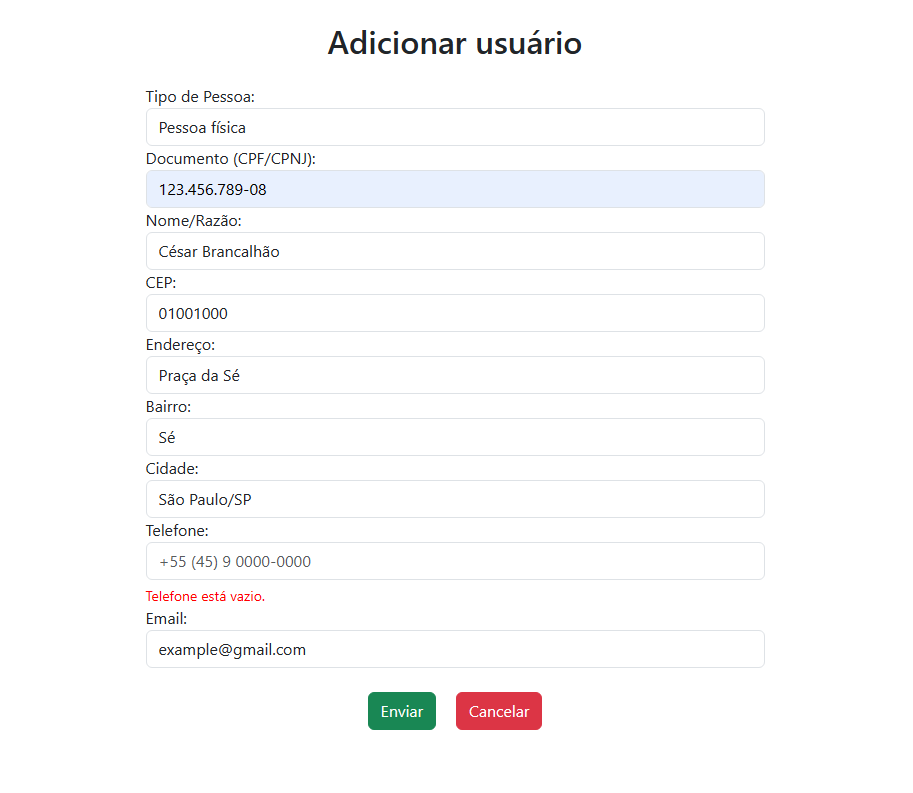 Adicionar usuário
Tipo de Pessoa:
Pessoa física
Documento (CPF/CPNJ):
123.456.789-08
Nome/Razão:
César Brancalhão
CEP:
01001000
Endereço:
Praça da Sé
Bairro:
Sé
Cidade:
São Paulo/SP
Telefone:
+55 (45) 9 0000-0000
Telefone está vazio.
Email:
example@gmail.com
Enviar Cancelar